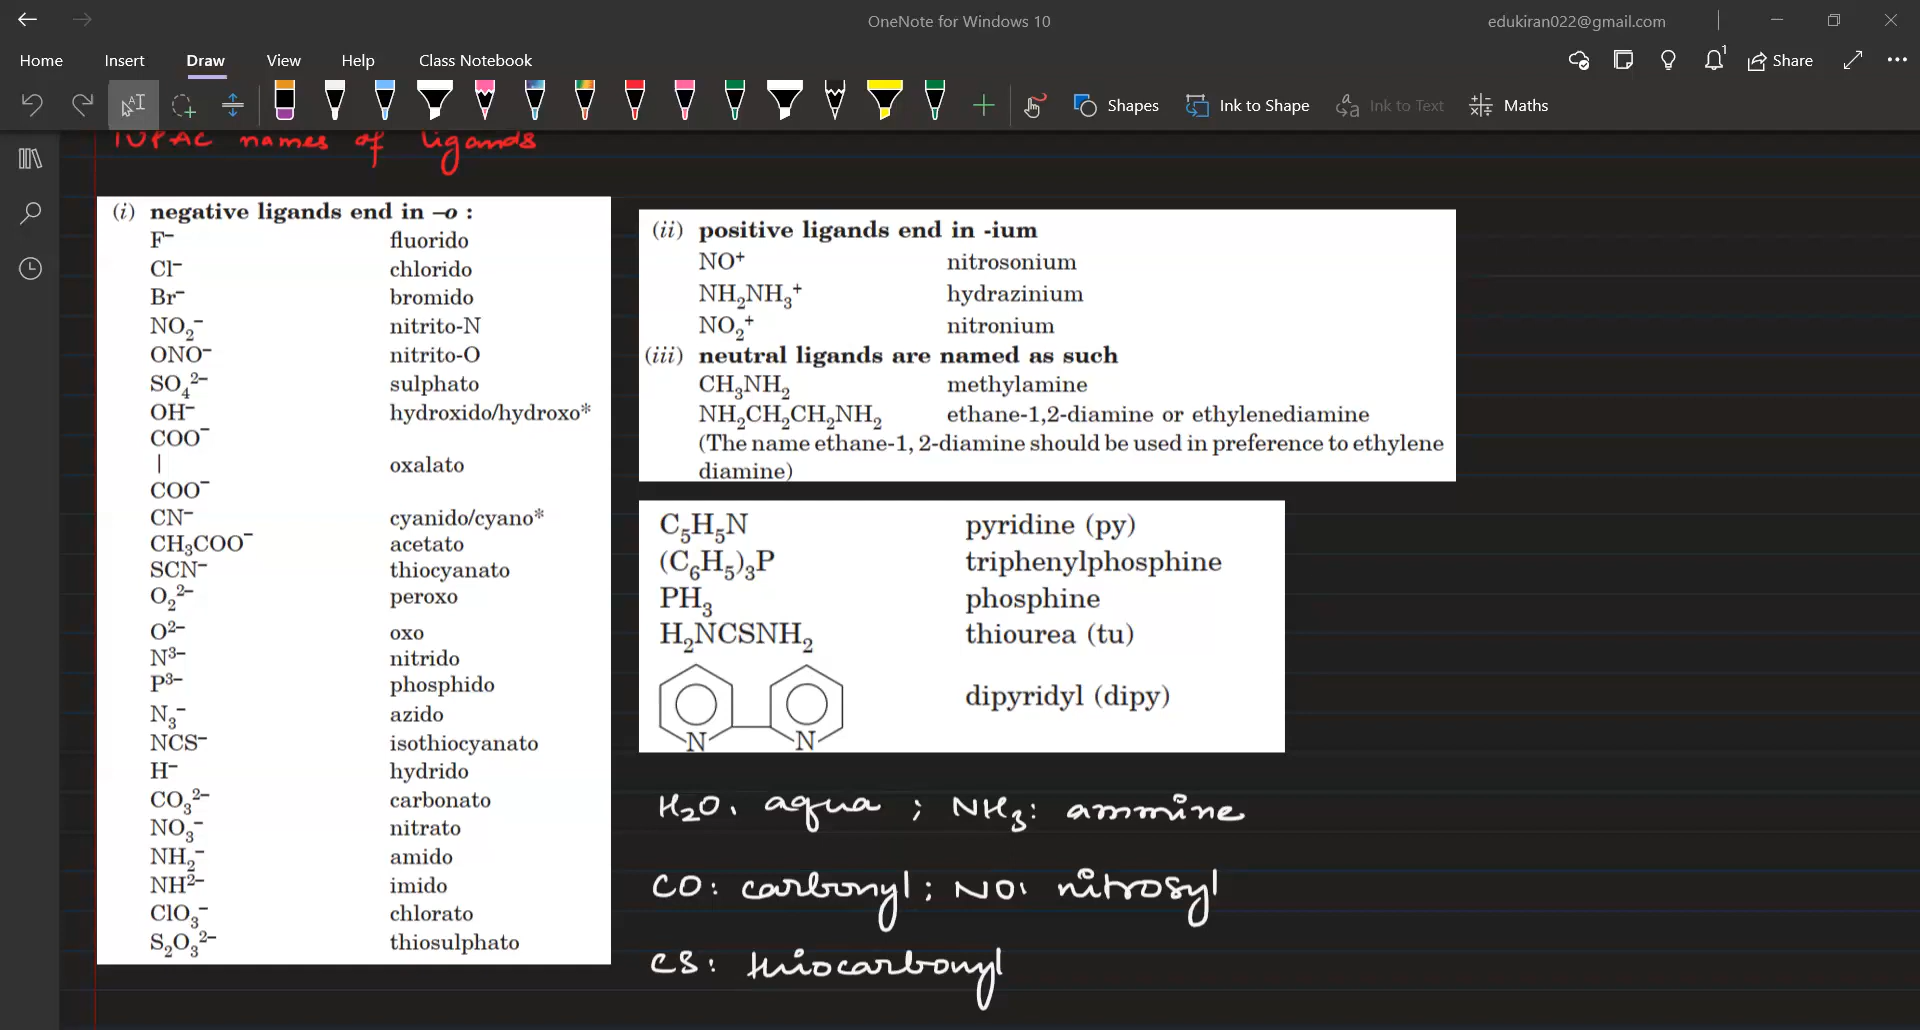 OneNote for Windows 10
edukiran022@gmail.com
Home Insert Draw View Help Class Notebook
1
Share
Shapes Ink to Shape Ink to Text Maths
IUPAC names of ligands
(i) negative ligands end in –o :
F⁻ fluorido
Cl⁻ chlorido
Br⁻ bromido
NO₂⁻ nitrito-N
ONO⁻ nitrito-O
SO₄²⁻ sulphato
OH⁻ hydroxido/hydroxo*
COO⁻
| oxalato
COO⁻
CN⁻ cyanido/cyano*
CH₃COO⁻ acetato
SCN⁻ thiocyanato
O₂²⁻ peroxo
O²⁻ oxo
N³⁻ nitrido
P³⁻ phosphido
N₃⁻ azido
NCS⁻ isothiocyanato
H⁻ hydrido
CO₃²⁻ carbonato
NO₃⁻ nitrato
NH₂⁻ amido
NH²⁻ imido
ClO₃⁻ chlorato
S₂O₃²⁻ thiosulphato
(ii) positive ligands end in -ium
NO⁺ nitrosonium
NH₂NH₃⁺ hydrazinium
NO₂⁺ nitronium
(iii) neutral ligands are named as such
CH₃NH₂ methylamine
NH₂CH₂CH₂NH₂ ethane-1,2-diamine or ethylenediamine
(The name ethane-1, 2-diamine should be used in preference to ethylene
diamine)
C₅H₅N pyridine (py)
(C₆H₅)₃P triphenylphosphine
PH₃ phosphine
H₂NCSNH₂ thiourea (tu)
dipyridyl (dipy)
N N
H₂O: aqua ; NH₃: ammine
CO: carbonyl ; NO: nitrosyl
CS: thiocarbonyl